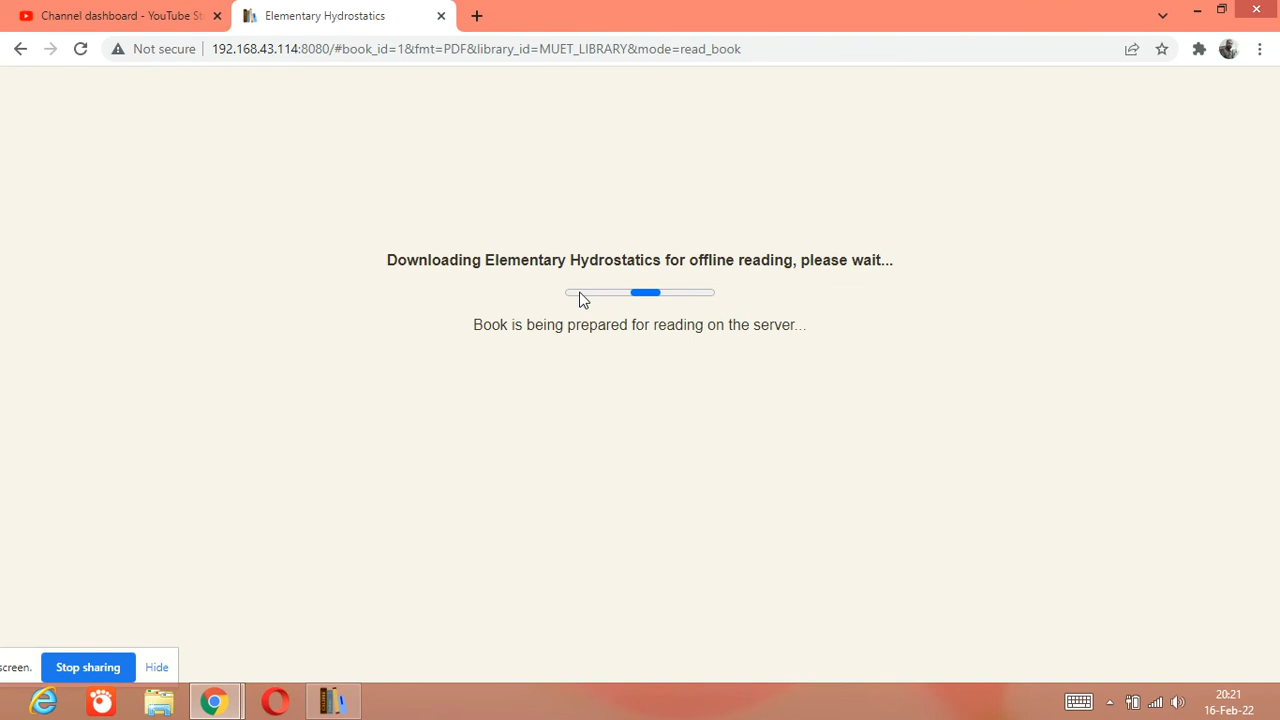 Channel dashboard - YouTube St
Elementary Hydrostatics
Not secure
192.168.43.114:8080/#book_id=1&fmt=PDF&library_id=MUET_LIBRARY&mode=read_book
Downloading Elementary Hydrostatics for offline reading, please wait...
Book is being prepared for reading on the server...
screen.
Stop sharing
Hide
20:21
16-Feb-22